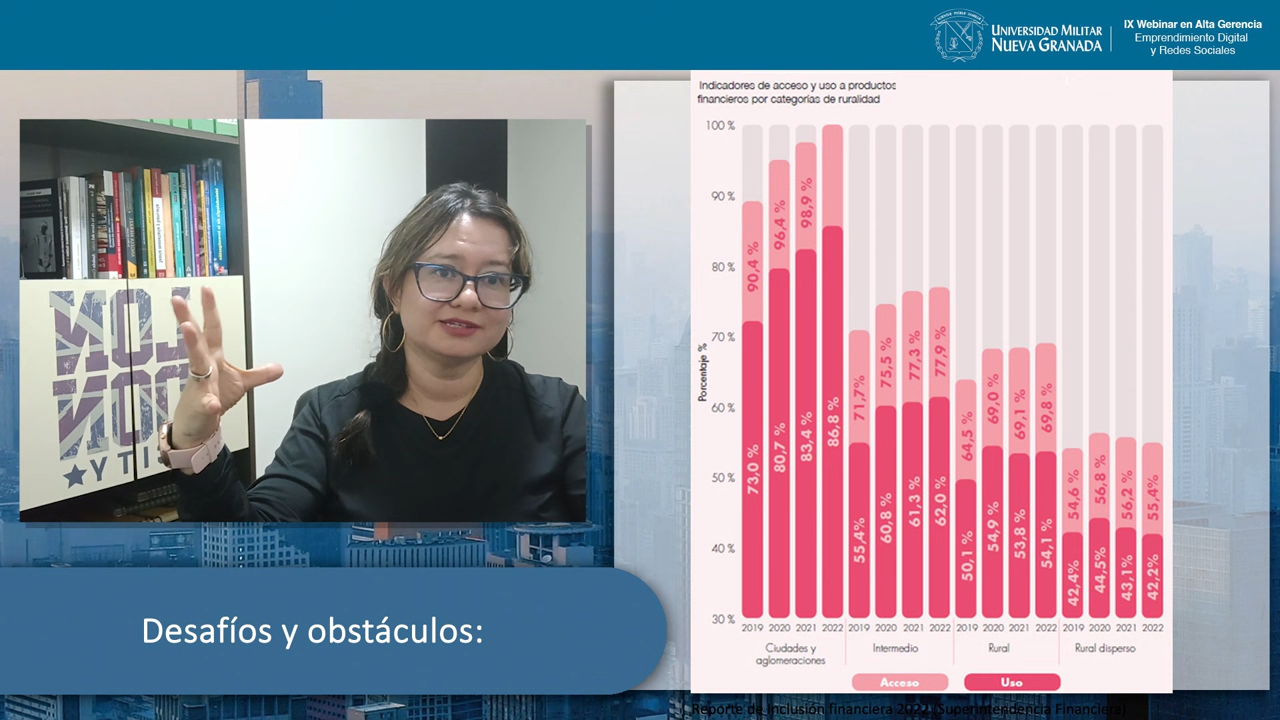 UNIVERSIDAD MILITAR
NUEVA GRANADA
IX Webinar en Alta Gerencia
Emprendimiento Digital
y Redes Sociales
Indicadores de acceso y uso a productos
financieros por categorías de ruralidad
Porcentaje %
100 %
90 %
80 %
70 %
60 %
50 %
40 %
30 %
90,4 %
96,4 %
98,9 %
73,0 %
80,7 %
83,4 %
86,8 %
71,7%
75,5 %
77,3 %
77,9 %
55,4%
60,8 %
61,3 %
62,0 %
64,5 %
69,0 %
69,1 %
69,8 %
50,1 %
54,9 %
53,8 %
54,1 %
54,6 %
56,8 %
56,2 %
55,4%
42,4%
44,5%
43,1%
42,2%
2019 2020 2021 2022 2019 2020 2021 2022 2019 2020 2021 2022 2019 2020 2021 2022
Ciudades y
aglomeraciones
Intermedio
Rural
Rural disperso
Acceso
Uso
Desafíos y obstáculos:
Reporte de inclusión financiera 2022 (Superintendencia Financiera)